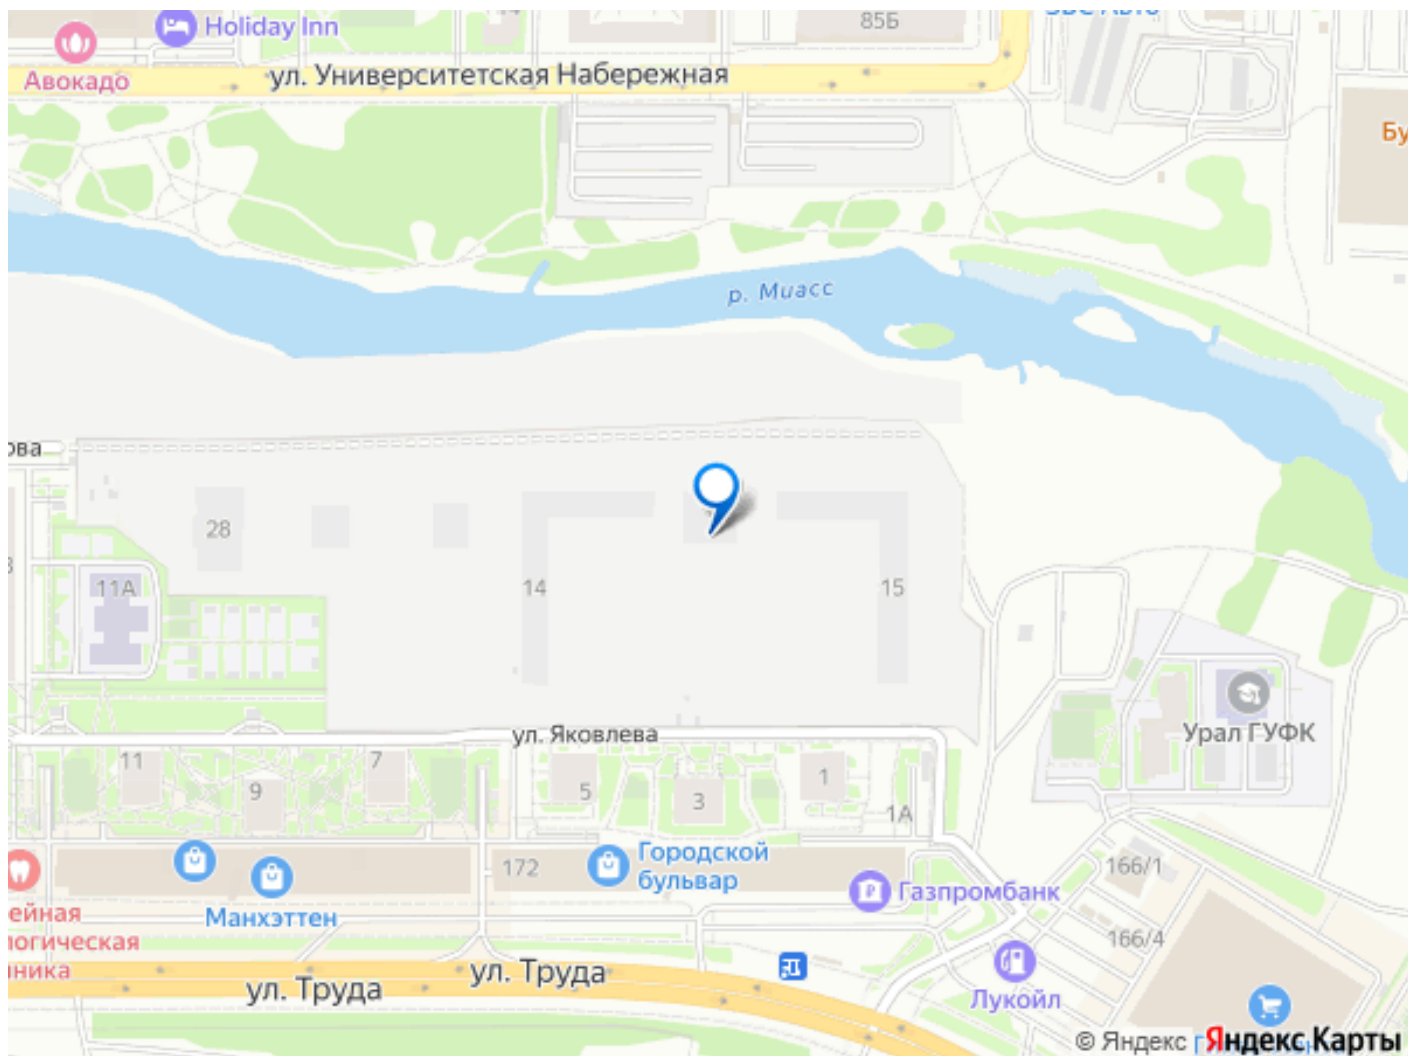 Holiday Inn
85Б
Авокадо
ул. Университетская Набережная
Бу
р. Миасс
ова
28
11А
14
15
ул. Яковлева
Урал ГУФК
11
9
7
5
3
1
1А
172
Городской
бульвар
Газпромбанк
166/1
Манхэттен
ейная
логическая
ника
166/4
ул. Труда
ул. Труда
Лукойл
© Яндекс
Яндекс Карты